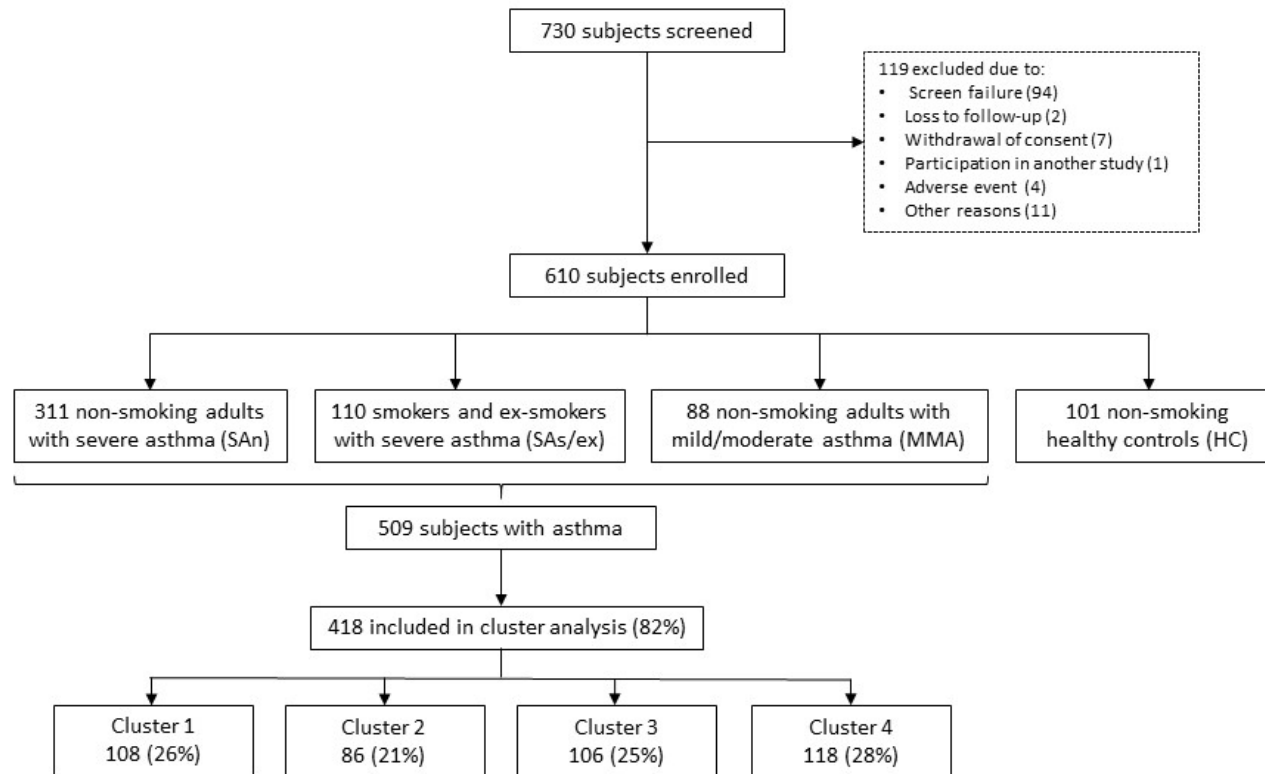 730 subjects screened
119 excluded due to:
• Screen failure (94)
• Loss to follow-up (2)
• Withdrawal of consent (7)
• Participation in another study (1)
• Adverse event (4)
• Other reasons (11)
610 subjects enrolled
311 non-smoking adults
with severe asthma (SAn)
110 smokers and ex-smokers
with severe asthma (SAs/ex)
88 non-smoking adults with
mild/moderate asthma (MMA)
101 non-smoking
healthy controls (HC)
509 subjects with asthma
418 included in cluster analysis (82%)
Cluster 1
108 (26%)
Cluster 2
86 (21%)
Cluster 3
106 (25%)
Cluster 4
118 (28%)